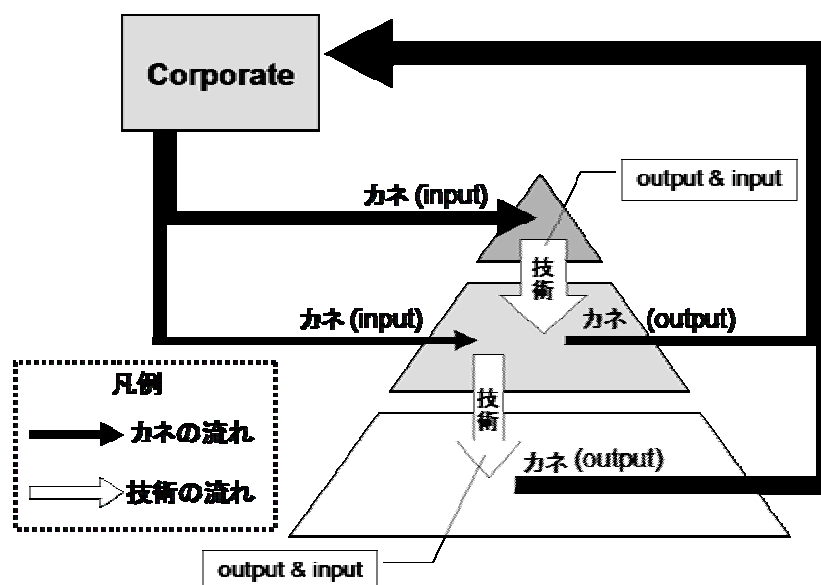 Corporate
カネ (input)
output & input
技術
カネ (input)
カネ (output)
凡例
カネの流れ
技術の流れ
技術
カネ (output)
output & input